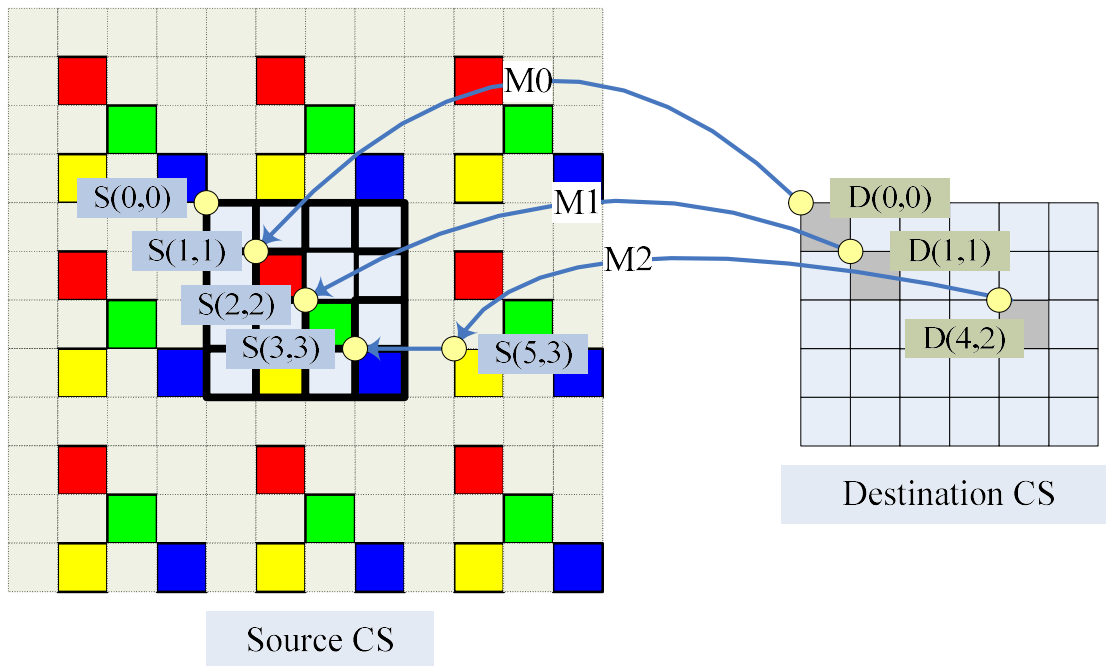 M0
S(0,0)
D(0,0)
M1
S(1,1)
D(1,1)
M2
S(2,2)
D(4,2)
S(3,3)
S(5,3)
Destination CS
Source CS